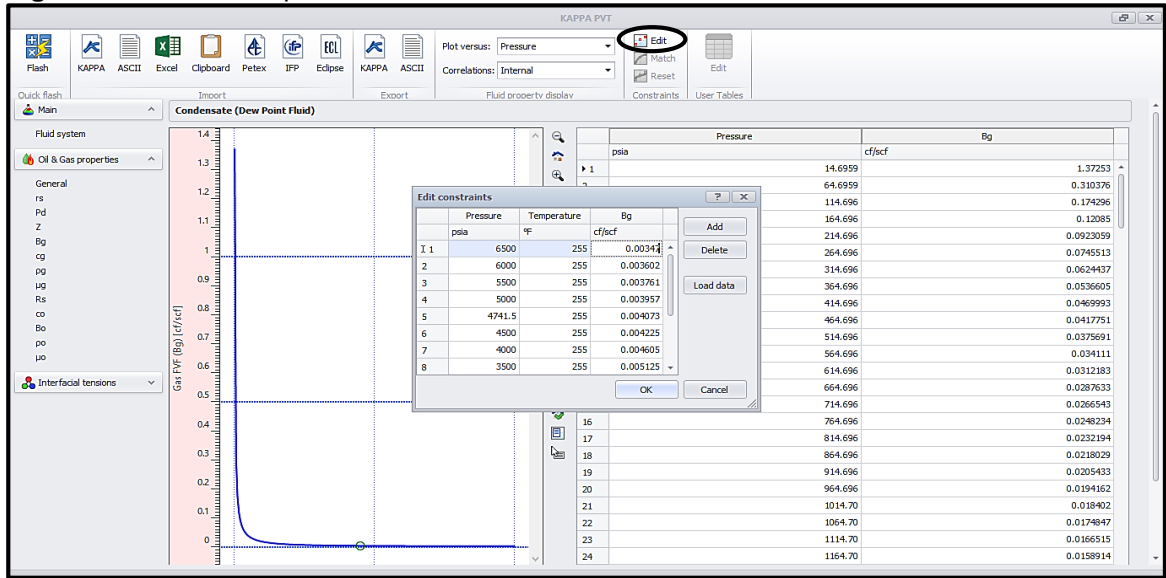 KAPPA PVT
Flash KAPPA ASCII Excel Clipboard Petex IFP Eclipse KAPPA ASCII
ECL
Plot versus: Pressure
Correlations: Internal
Edit
Match
Reset
Edit
Quick flash Import Export Fluid property display Constraints User Tables
Main
Fluid system
Oil & Gas properties
General
rs
Pd
Z
Bg
cg
ρg
μg
Rs
co
Bo
ρo
μo
Interfacial tensions
Condensate (Dew Point Fluid)
Gas FVF (Bg) [cf/scf]
1.4
1.3
1.2
1.1
1
0.9
0.8
0.7
0.6
0.5
0.4
0.3
0.2
0.1
0
Edit constraints
Pressure Temperature Bg
psia °F cf/scf
1 6500 255 0.00347
2 6000 255 0.003602
3 5500 255 0.003761
4 5000 255 0.003957
5 4741.5 255 0.004073
6 4500 255 0.004225
7 4000 255 0.004605
8 3500 255 0.005125
Add
Delete
Load data
OK Cancel
Pressure Bg
psia cf/scf
1 14.6959 1.37253
64.6959 0.310376
114.696 0.174296
164.696 0.12085
214.696 0.0923059
264.696 0.0745513
314.696 0.0624437
364.696 0.0536605
414.696 0.0469993
464.696 0.0417751
514.696 0.0375691
564.696 0.034111
614.696 0.0312183
664.696 0.0287633
714.696 0.0266543
16 764.696 0.0248234
17 814.696 0.0232194
18 864.696 0.0218029
19 914.696 0.0205433
20 964.696 0.0194162
21 1014.70 0.018402
22 1064.70 0.0174847
23 1114.70 0.0166515
24 1164.70 0.0158914